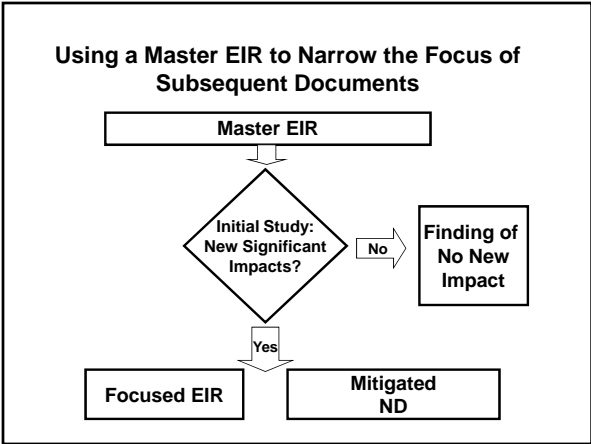 Using a Master EIR to Narrow the Focus of
Subsequent Documents
Master EIR
Initial Study:
New Significant
Impacts?
No
Finding of
No New
Impact
Yes
Focused EIR
Mitigated
ND